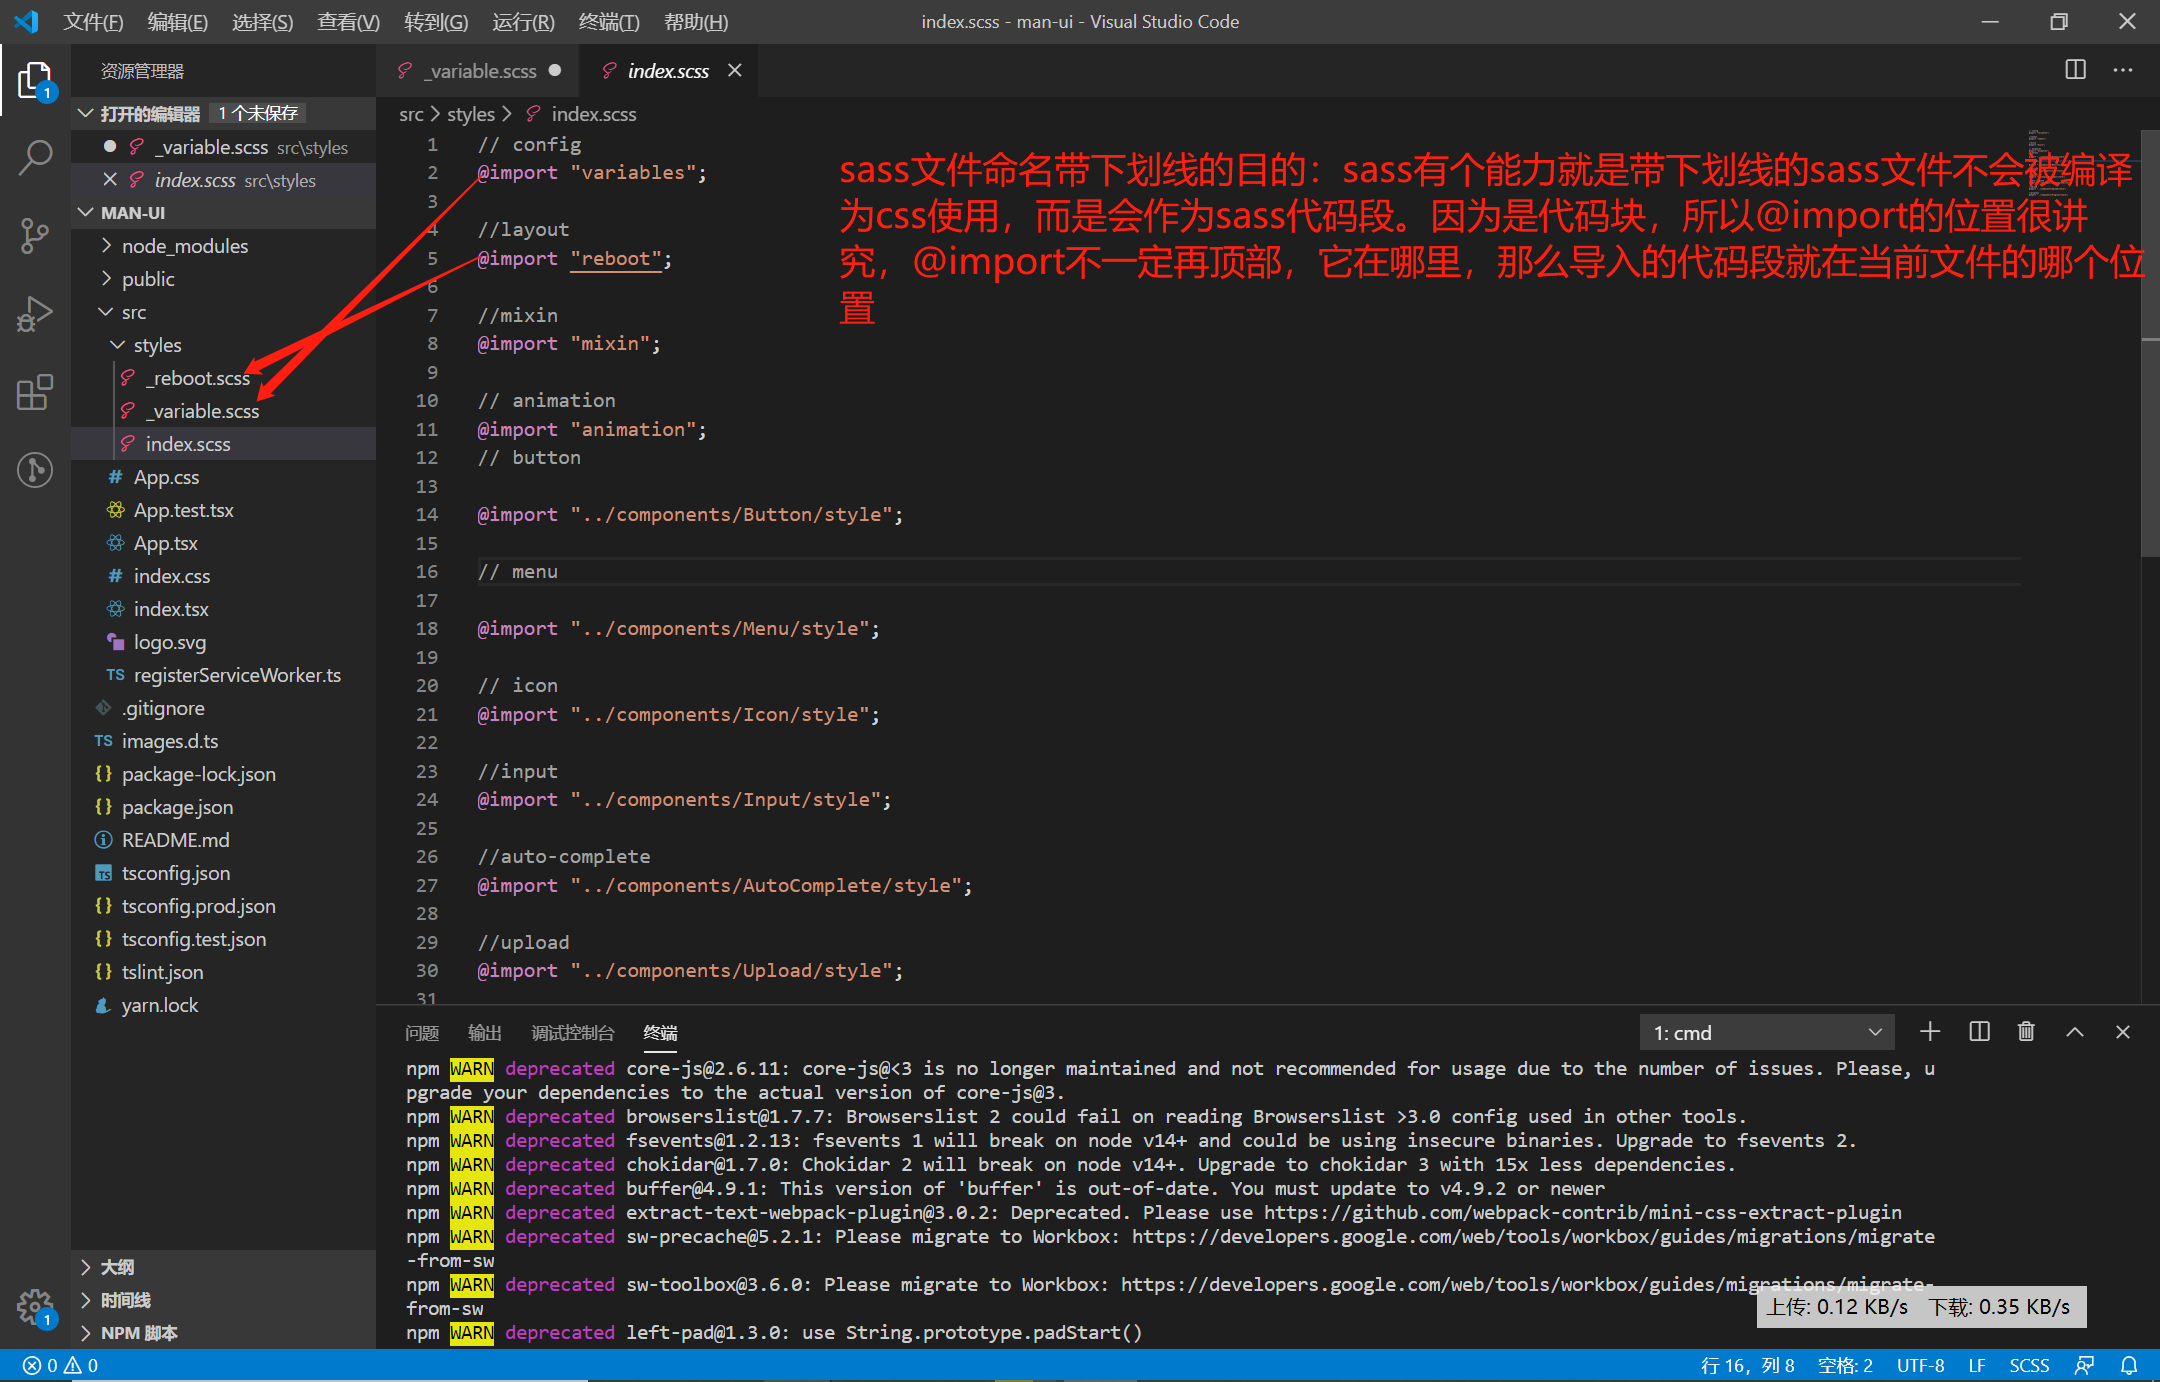 文件(F) 编辑(E) 选择(S) 查看(V) 转到(G) 运行(R) 终端(T) 帮助(H) index.scss - man-ui - Visual Studio Code
资源管理器
_variable.scss index.scss
打开的编辑器 1 个未保存
_variable.scss src\styles
index.scss src\styles
MAN-UI
node_modules
public
src
styles
_reboot.scss
_variable.scss
index.scss
App.css
App.test.tsx
App.tsx
index.css
index.tsx
logo.svg
registerServiceWorker.ts
.gitignore
images.d.ts
package-lock.json
package.json
README.md
tsconfig.json
tsconfig.prod.json
tsconfig.test.json
tslint.json
yarn.lock
大纲
时间线
NPM 脚本
src > styles > index.scss
1 // config
2 @import "variables";
3
4 //layout
5 @import "reboot";
6
7 //mixin
8 @import "mixin";
9
10 // animation
11 @import "animation";
12 // button
13
14 @import "../components/Button/style";
15
16 // menu
17
18 @import "../components/Menu/style";
19
20 // icon
21 @import "../components/Icon/style";
22
23 //input
24 @import "../components/Input/style";
25
26 //auto-complete
27 @import "../components/AutoComplete/style";
28
29 //upload
30 @import "../components/Upload/style";
31
sass文件命名带下划线的目的：sass有个能力就是带下划线的sass文件不会被编译
为css使用，而是会作为sass代码段。因为是代码块，所以@import的位置很讲
究，@import不一定再顶部，它在哪里，那么导入的代码段就在当前文件的哪个位
置
问题 输出 调试控制台 终端 1: cmd
npm WARN deprecated core-js@2.6.11: core-js@<3 is no longer maintained and not recommended for usage due to the number of issues. Please, u
pgrade your dependencies to the actual version of core-js@3.
npm WARN deprecated browserslist@1.7.7: Browserslist 2 could fail on reading Browserslist >3.0 config used in other tools.
npm WARN deprecated fsevents@1.2.13: fsevents 1 will break on node v14+ and could be using insecure binaries. Upgrade to fsevents 2.
npm WARN deprecated chokidar@1.7.0: Chokidar 2 will break on node v14+. Upgrade to chokidar 3 with 15x less dependencies.
npm WARN deprecated buffer@4.9.1: This version of 'buffer' is out-of-date. You must update to v4.9.2 or newer
npm WARN deprecated extract-text-webpack-plugin@3.0.2: Deprecated. Please use https://github.com/webpack-contrib/mini-css-extract-plugin
npm WARN deprecated sw-precache@5.2.1: Please migrate to Workbox: https://developers.google.com/web/tools/workbox/guides/migrations/migrate
-from-sw
npm WARN deprecated sw-toolbox@3.6.0: Please migrate to Workbox: https://developers.google.com/web/tools/workbox/guides/migrations/migrate-
from-sw
npm WARN deprecated left-pad@1.3.0: use String.prototype.padStart()
上传: 0.12 KB/s 下载: 0.35 KB/s
0 0 行 16，列 8 空格: 2 UTF-8 LF SCSS